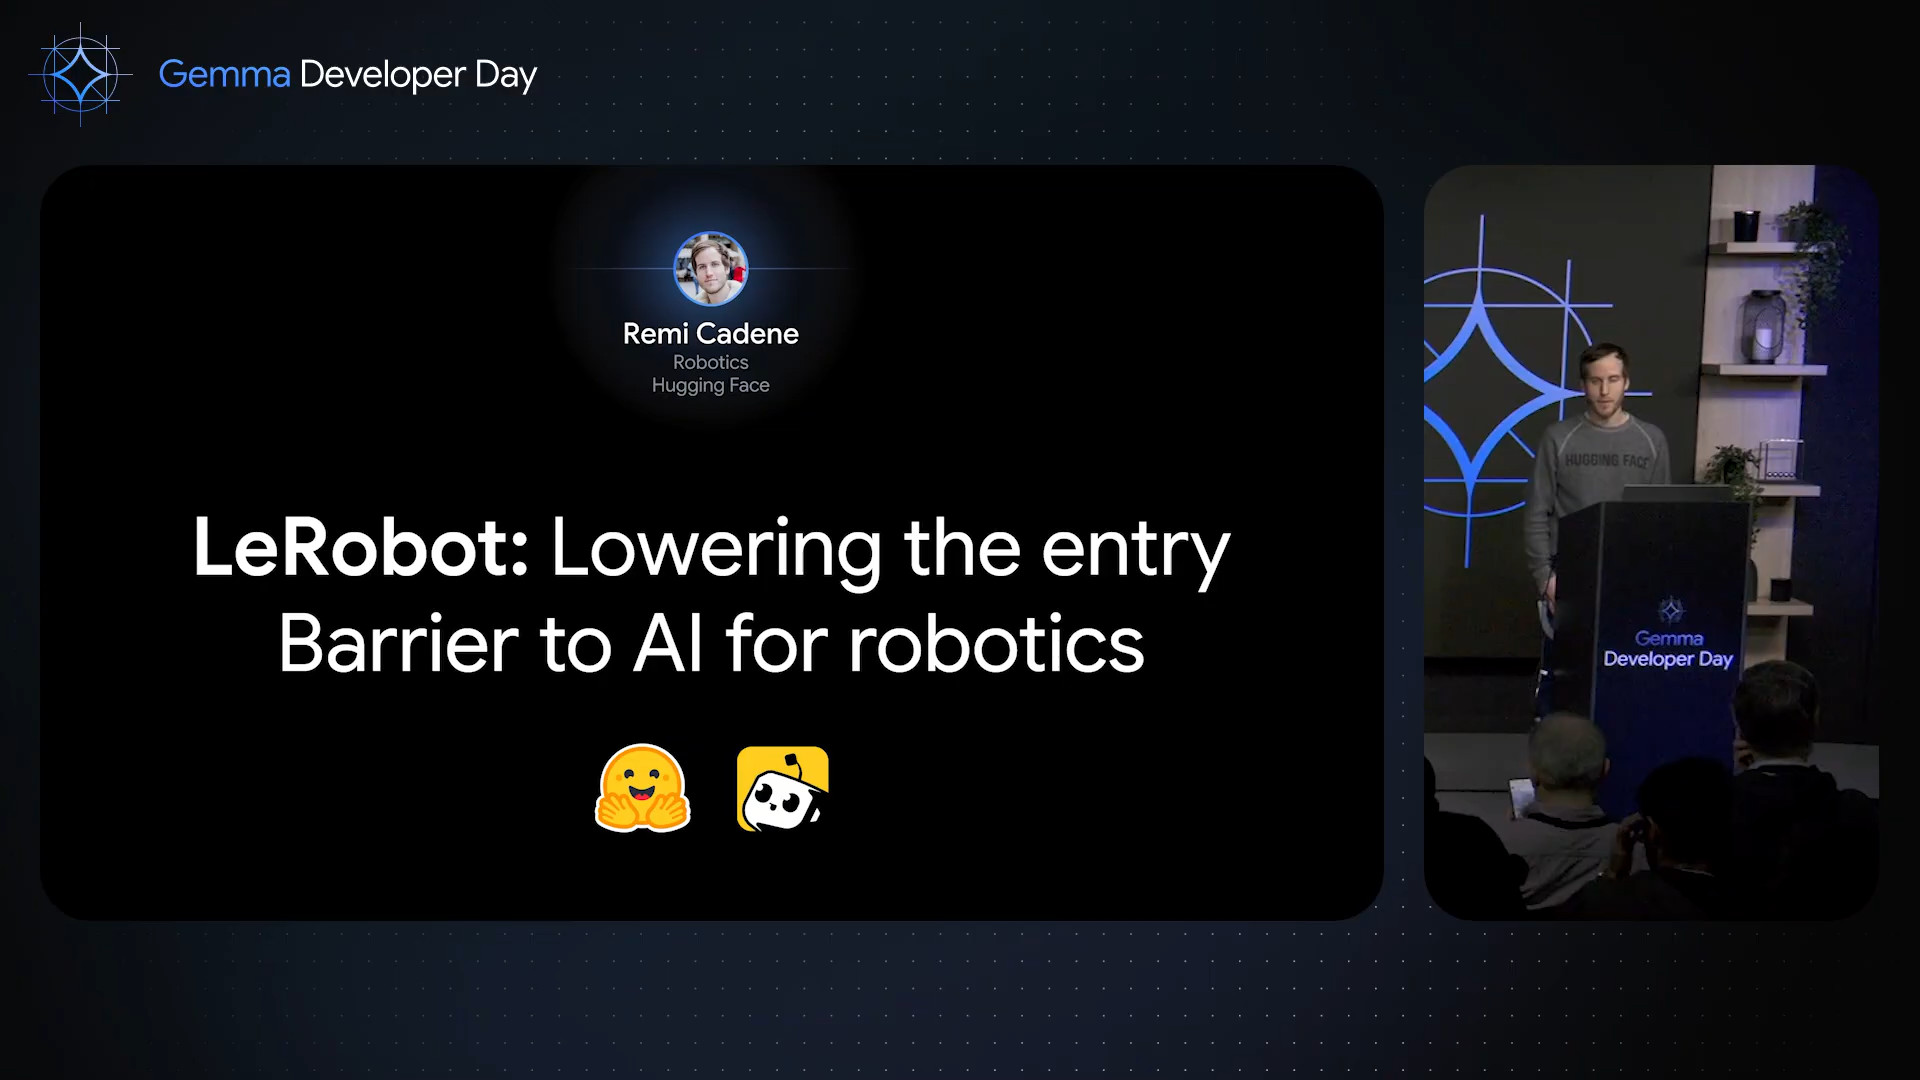 Gemma Developer Day
Remi Cadene
Robotics
Hugging Face
LeRobot: Lowering the entry
Barrier to AI for robotics
HUGGING FACE
Gemma
Developer Day